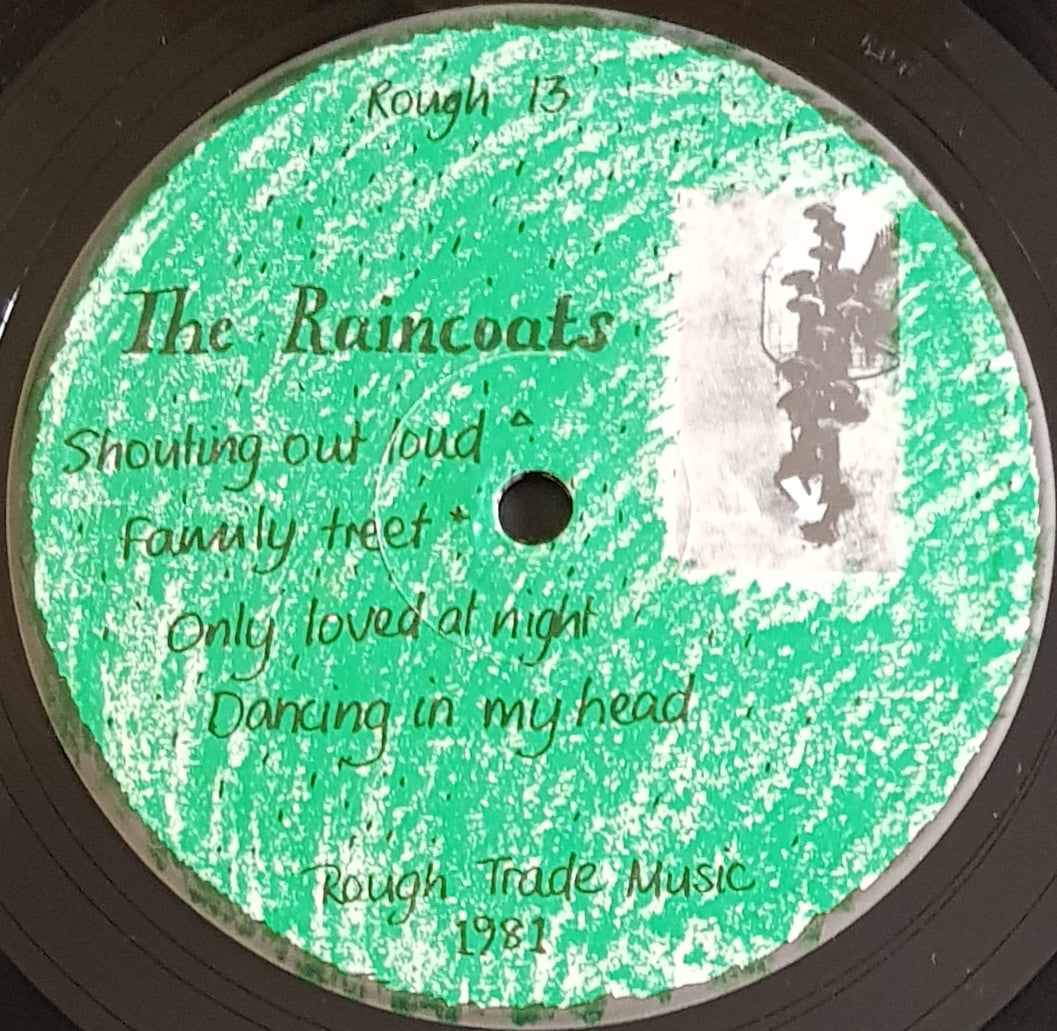 Rough 13
The Raincoats
Shouting out loud △
Family treet *
Only loved at night
Dancing in my head
Rough Trade Music
1981